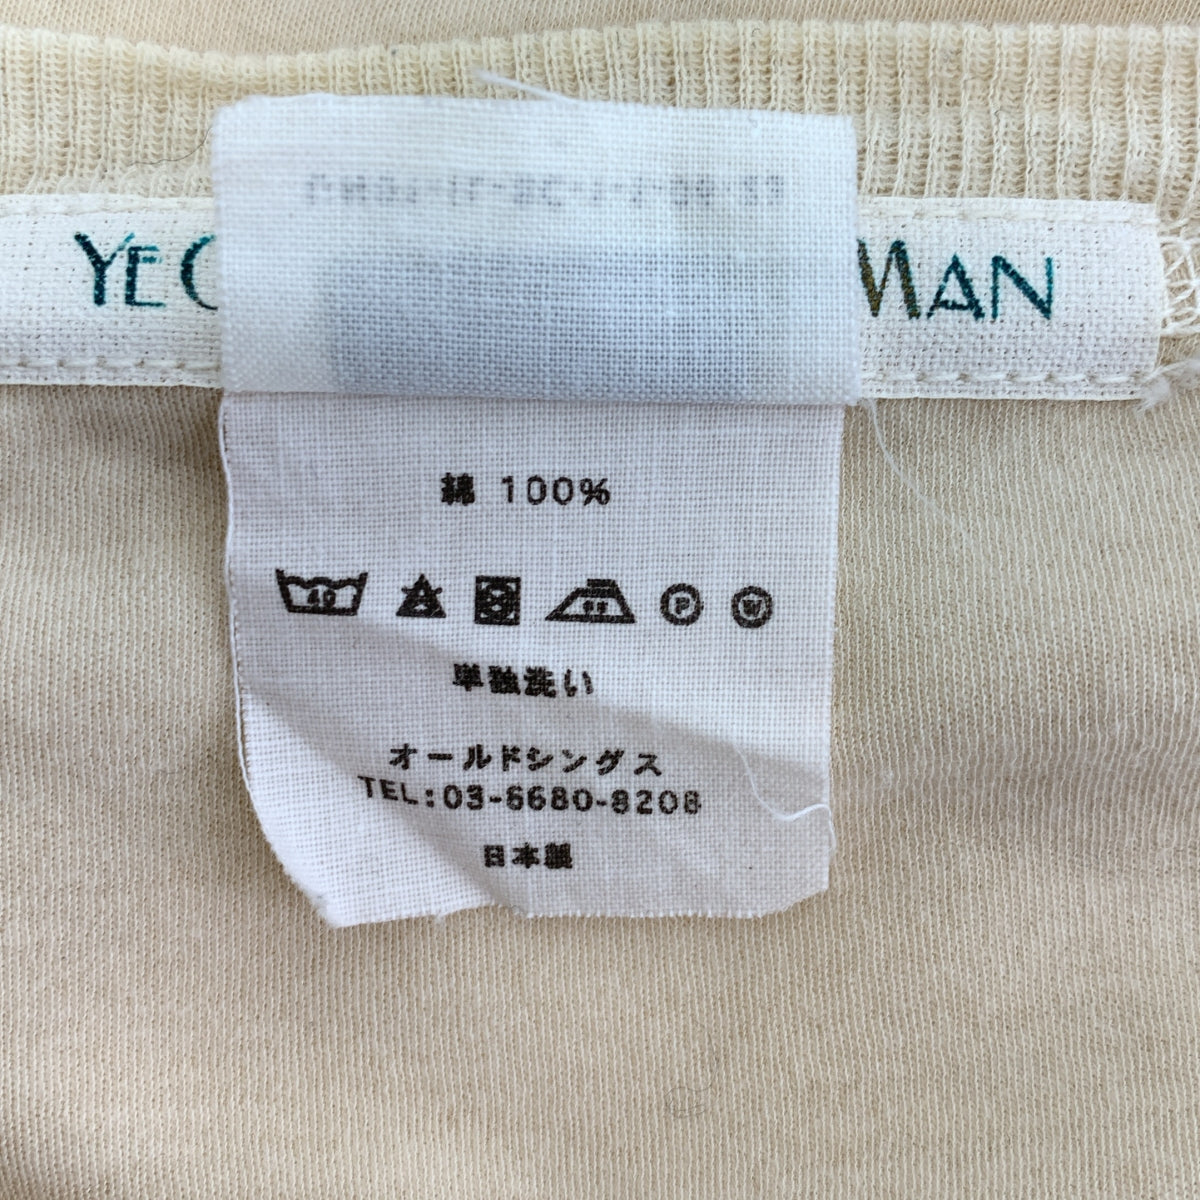 YE
MAN
綿 100%
40
P W
単独洗い
オールドシングス
TEL:03-6680-8208
日本製